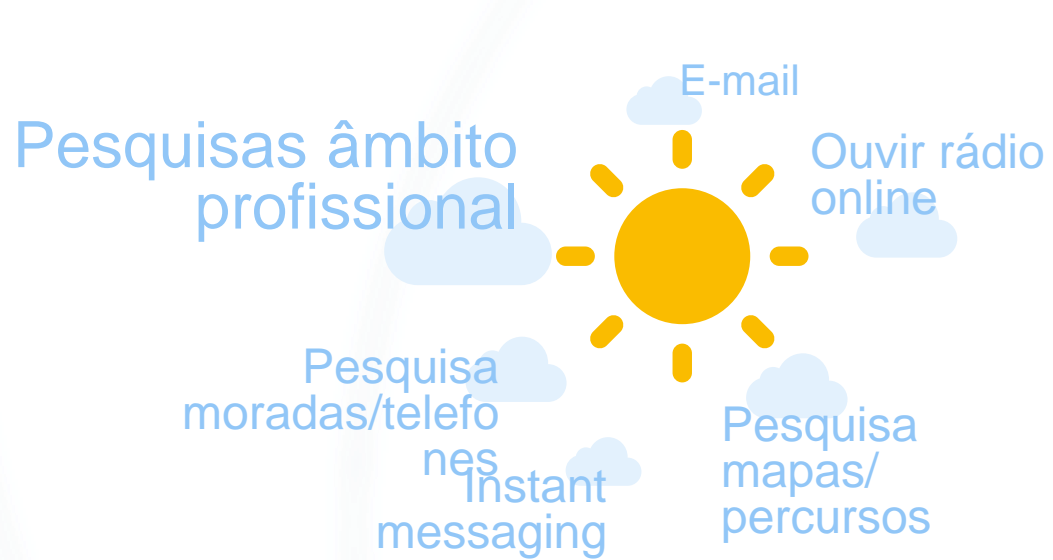 E-mail
Pesquisas âmbito
profissional
Ouvir rádio
online
Pesquisa
moradas/telefo
nes
Instant
messaging
Pesquisa
mapas/
percursos